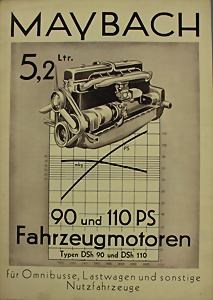 MAYBACH
5,2 Ltr.
PS
mkg
90 und 110 PS
Fahrzeugmotoren
Typen DSh 90 und DSh 110
für Omnibusse, Lastwagen und sonstige
Nutzfahrzeuge